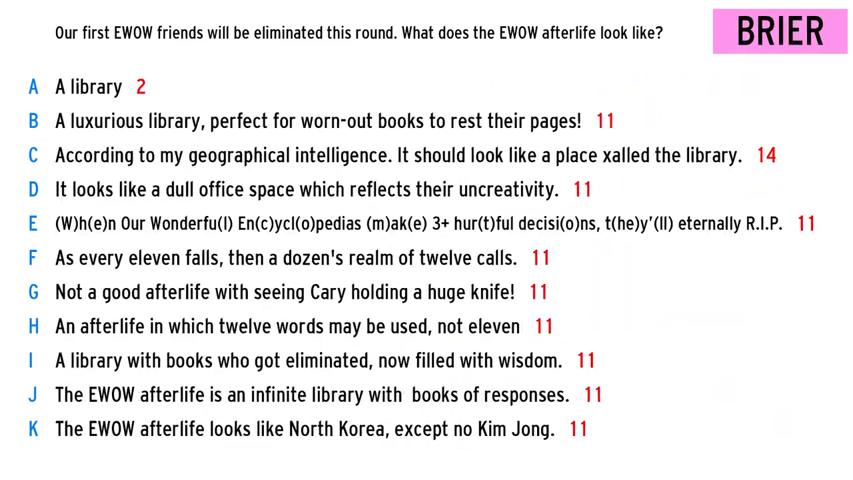 Our first EWOW friends will be eliminated this round. What does the EWOW afterlife look like?
BRIER
A A library 2
B A luxurious library, perfect for worn-out books to rest their pages! 11
C According to my geographical intelligence. It should look like a place xalled the library. 14
D It looks like a dull office space which reflects their uncreativity. 11
E (W)h(e)n Our Wonderfu(l) En(c)ycl(o)pedias (m)ak(e) 3+ hur(t)ful decisi(o)ns, t(he)y'(ll) eternally R.I.P. 11
F As every eleven falls, then a dozen's realm of twelve calls. 11
G Not a good afterlife with seeing Cary holding a huge knife! 11
H An afterlife in which twelve words may be used, not eleven 11
I A library with books who got eliminated, now filled with wisdom. 11
J The EWOW afterlife is an infinite library with  books of responses. 11
K The EWOW afterlife looks like North Korea, except no Kim Jong. 11